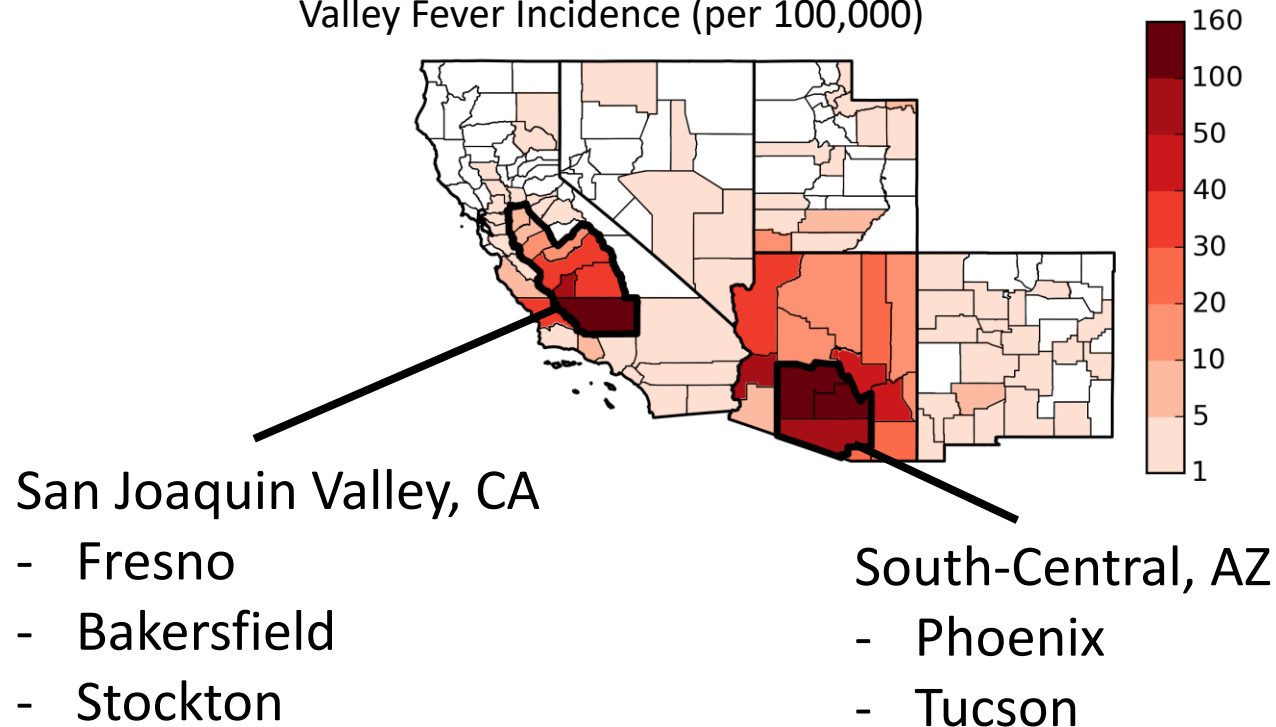 Valley Fever Incidence (per 100,000)
160
100
50
40
30
20
10
5
1
San Joaquin Valley, CA
- Fresno
- Bakersfield
- Stockton
South-Central, AZ
- Phoenix
- Tucson